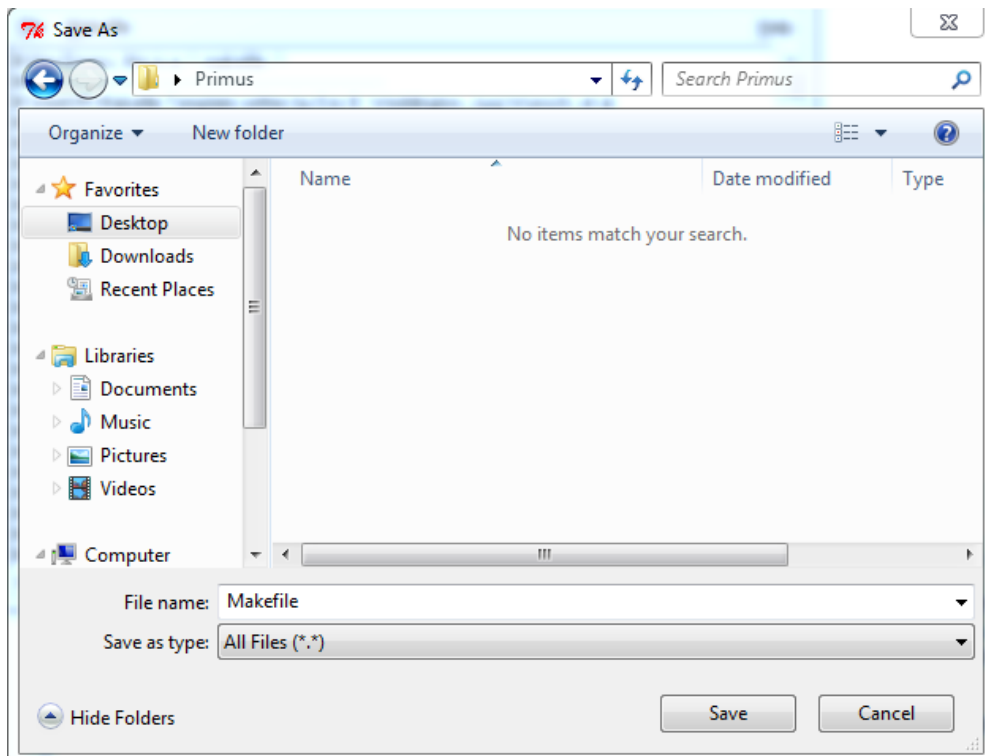 Save As
Primus
Search Primus
Organize
New folder
Favorites
Desktop
Downloads
Recent Places
Libraries
Documents
Music
Pictures
Videos
Computer
Name
Date modified
Type
No items match your search.
File name: Makefile
Save as type: All Files (*.*)
Hide Folders
Save
Cancel